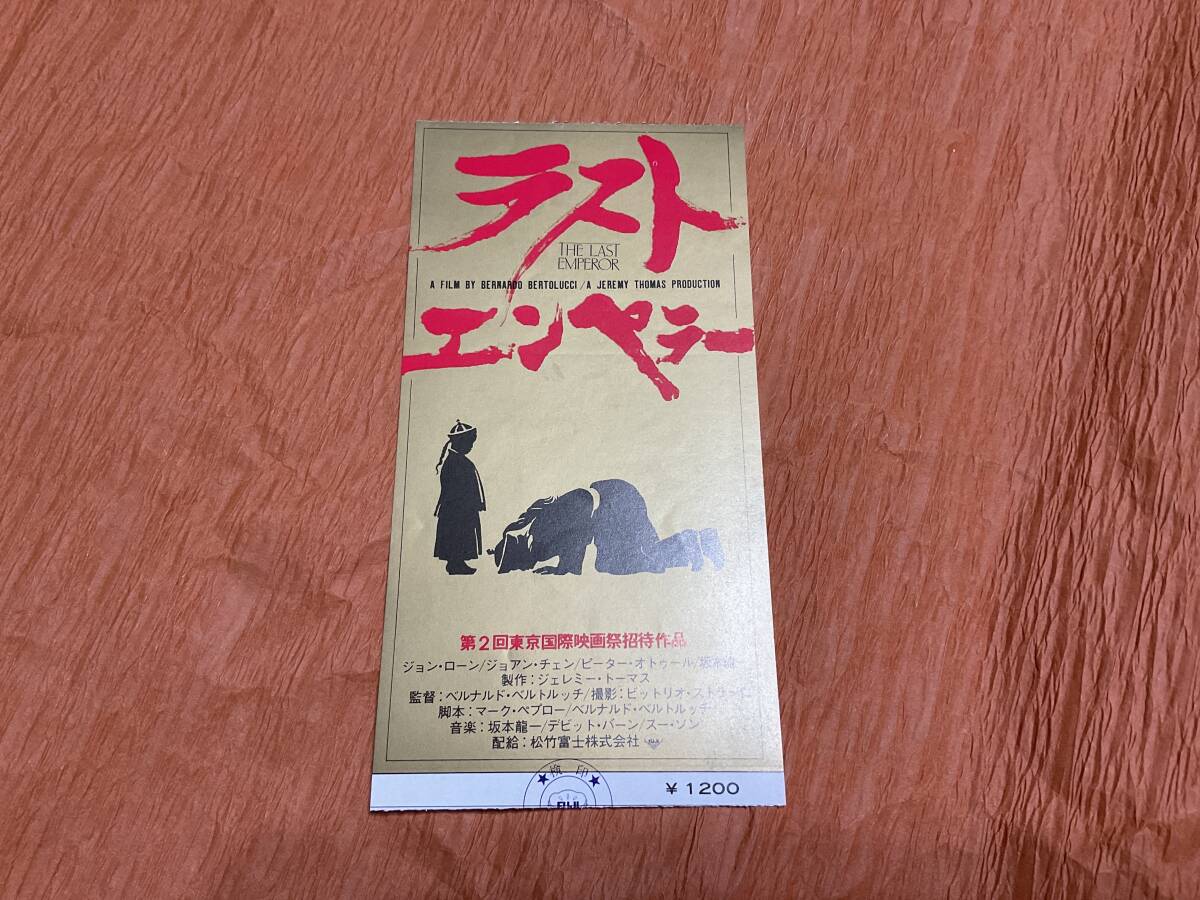 ラスト
THE LAST
EMPEROR
A FILM BY BERNARDO BERTOLUCCI/A JEREMY THOMAS PRODUCTION
エンペラー
第2回東京国際映画祭招待作品
ジョン・ローン/ジョアン・チェン/ピーター・オトゥール/坂本龍一
製作:ジェレミー・トーマス
監督:ベルナルド・ベルトルッチ/撮影:ビットリオ・ストラーロ
脚本:マーク・ペプロー/ベルナルド・ベルトルッチ
音楽:坂本龍一/デビット・バーン/スー・ソン
配給:松竹富士株式会社
★検印★
¥1200